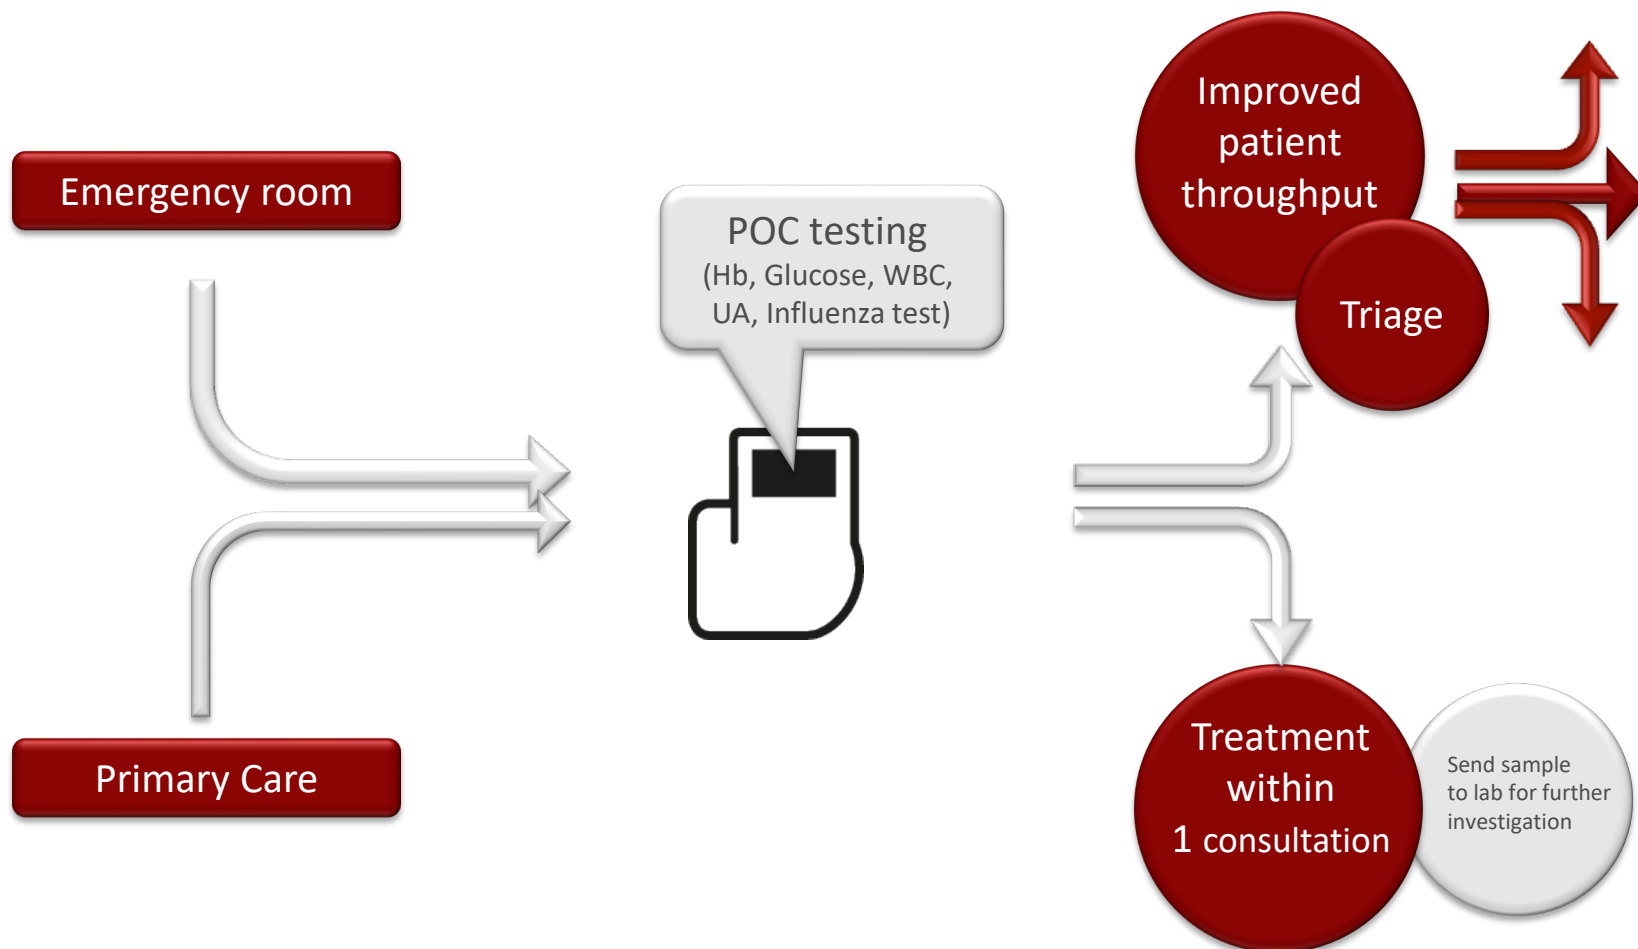 Emergency room
Primary Care
POC testing
(Hb, Glucose, WBC,
UA, Influenza test)
Improved
patient
throughput
Triage
Treatment
within
1 consultation
Send sample
to lab for further
investigation